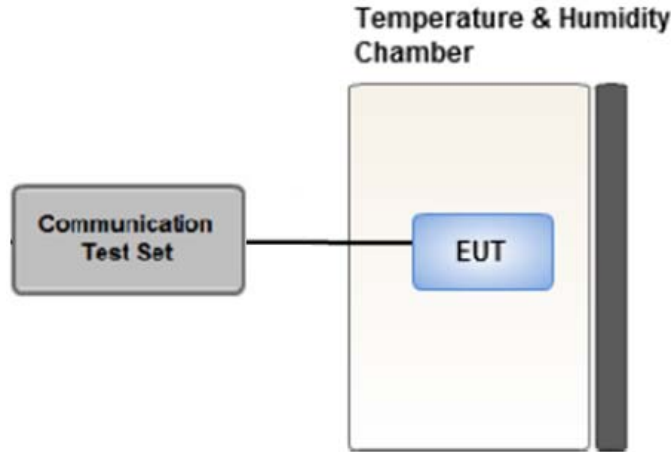 Temperature & Humidity
Chamber
Communication
Test Set
EUT